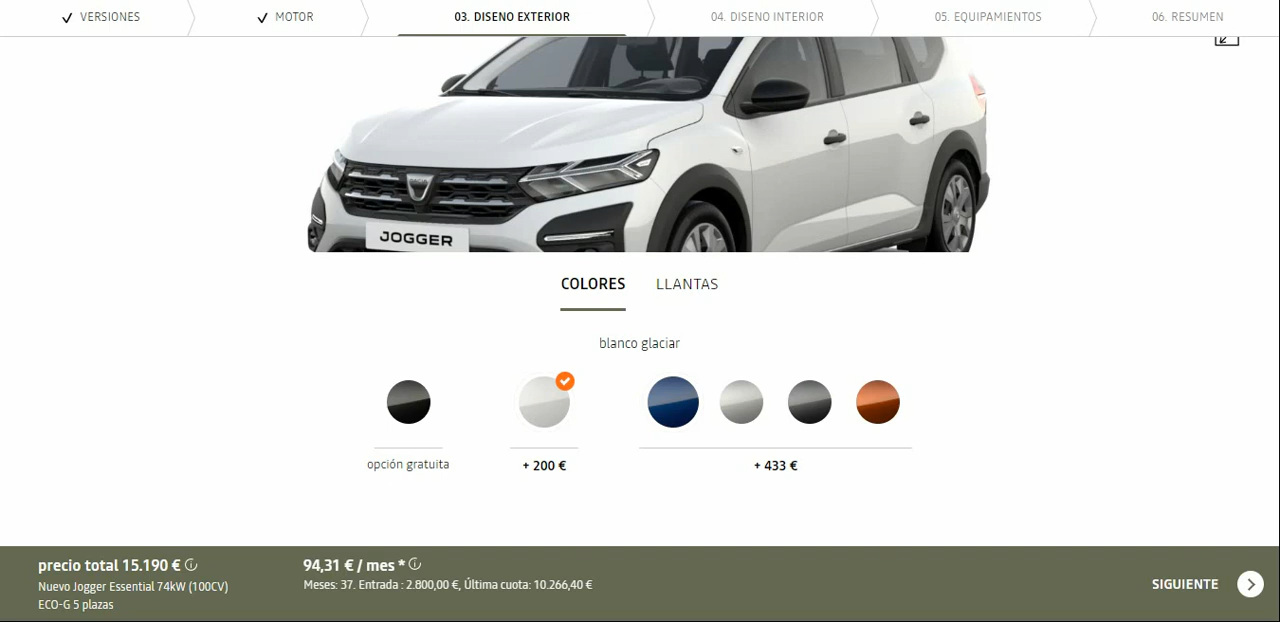 VERSIONES
MOTOR
03. DISENO EXTERIOR
04. DISENO INTERIOR
05. EQUIPAMIENTOS
06. RESUMEN
JOGGER
COLORES
LLANTAS
blanco glaciar
opción gratuita
+ 200 €
+ 433 €
precio total 15.190 €
Nuevo Jogger Essential 74kW (100CV)
ECO-G 5 plazas
94,31 € / mes *
Meses: 37. Entrada : 2.800,00 €, Última cuota: 10.266,40 €
SIGUIENTE